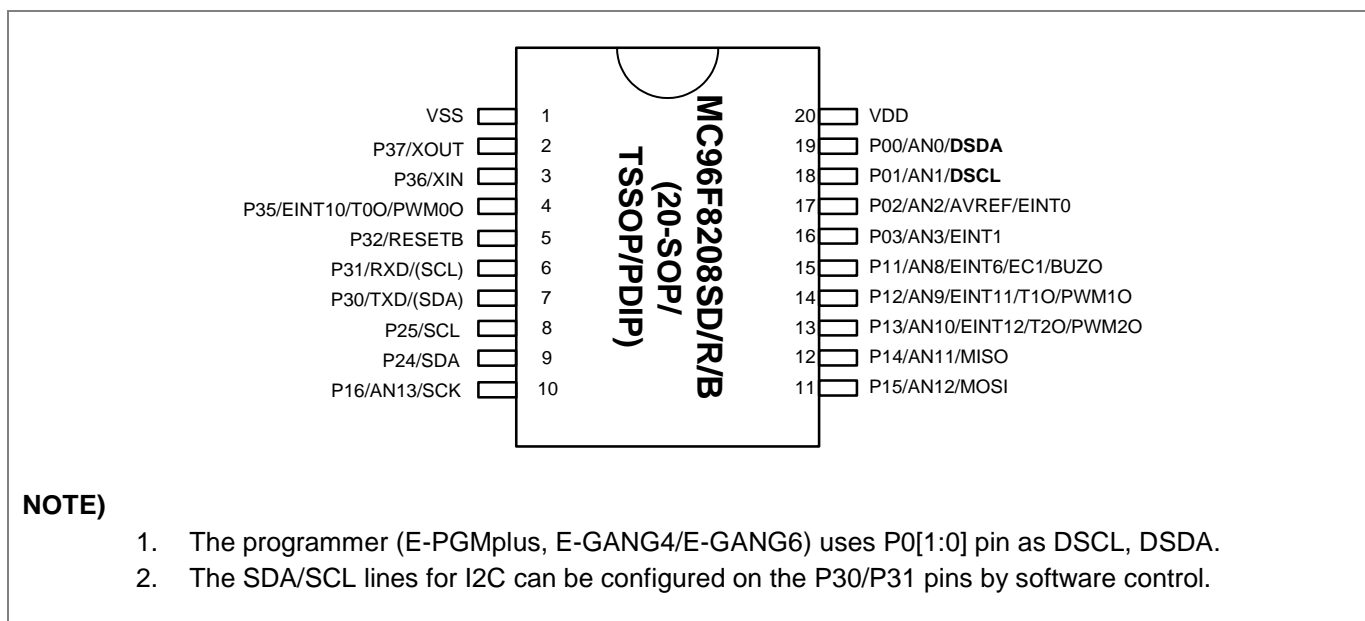 VSS 1
P37/XOUT 2
P36/XIN 3
P35/EINT10/T0O/PWM0O 4
P32/RESETB 5
P31/RXD/(SCL) 6
P30/TXD/(SDA) 7
P25/SCL 8
P24/SDA 9
P16/AN13/SCK 10
MC96F8208SD/R/B
(20-SOP/
TSSOP/PDIP)
20 VDD
19 P00/AN0/DSDA
18 P01/AN1/DSCL
17 P02/AN2/AVREF/EINT0
16 P03/AN3/EINT1
15 P11/AN8/EINT6/EC1/BUZO
14 P12/AN9/EINT11/T1O/PWM1O
13 P13/AN10/EINT12/T2O/PWM2O
12 P14/AN11/MISO
11 P15/AN12/MOSI
NOTE)
1. The programmer (E-PGMplus, E-GANG4/E-GANG6) uses P0[1:0] pin as DSCL, DSDA.
2. The SDA/SCL lines for I2C can be configured on the P30/P31 pins by software control.